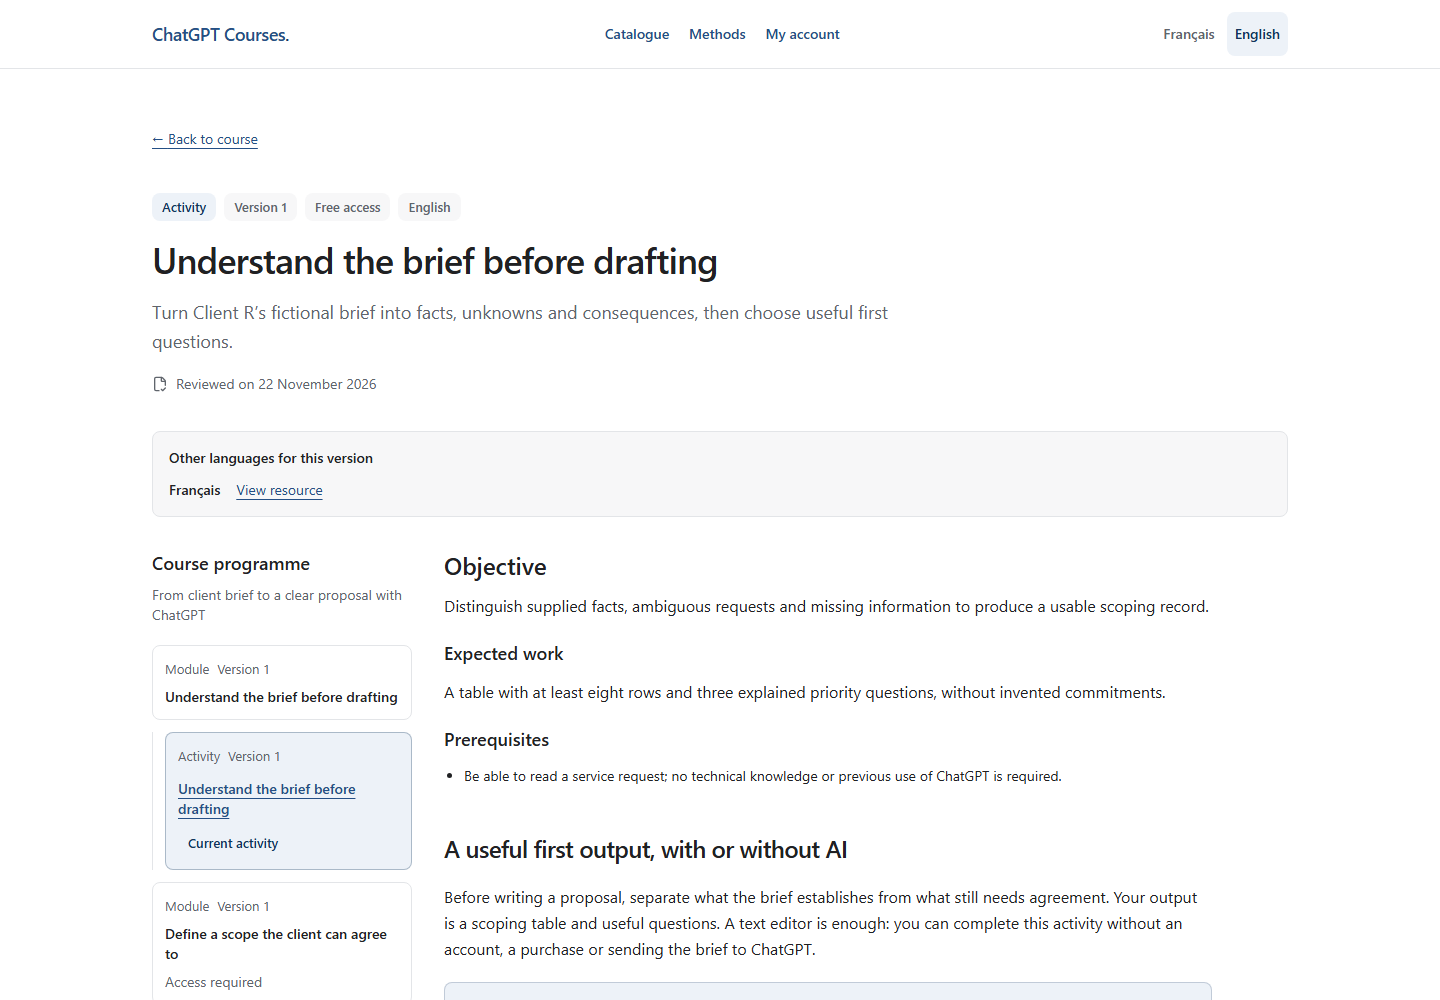 ChatGPT Courses.
Catalogue
Methods
My account
Français
English
← Back to course
Activity
Version 1
Free access
English
Understand the brief before drafting
Turn Client R’s fictional brief into facts, unknowns and consequences, then choose useful first
questions.
Reviewed on 22 November 2026
Other languages for this version
Français View resource
Course programme
From client brief to a clear proposal with
ChatGPT
Module Version 1
Understand the brief before drafting
Activity Version 1
Understand the brief before
drafting
Current activity
Module Version 1
Define a scope the client can agree
to
Access required
Objective
Distinguish supplied facts, ambiguous requests and missing information to produce a usable scoping record.
Expected work
A table with at least eight rows and three explained priority questions, without invented commitments.
Prerequisites
• Be able to read a service request; no technical knowledge or previous use of ChatGPT is required.
A useful first output, with or without AI
Before writing a proposal, separate what the brief establishes from what still needs agreement. Your output
is a scoping table and useful questions. A text editor is enough: you can complete this activity without an
account, a purchase or sending the brief to ChatGPT.